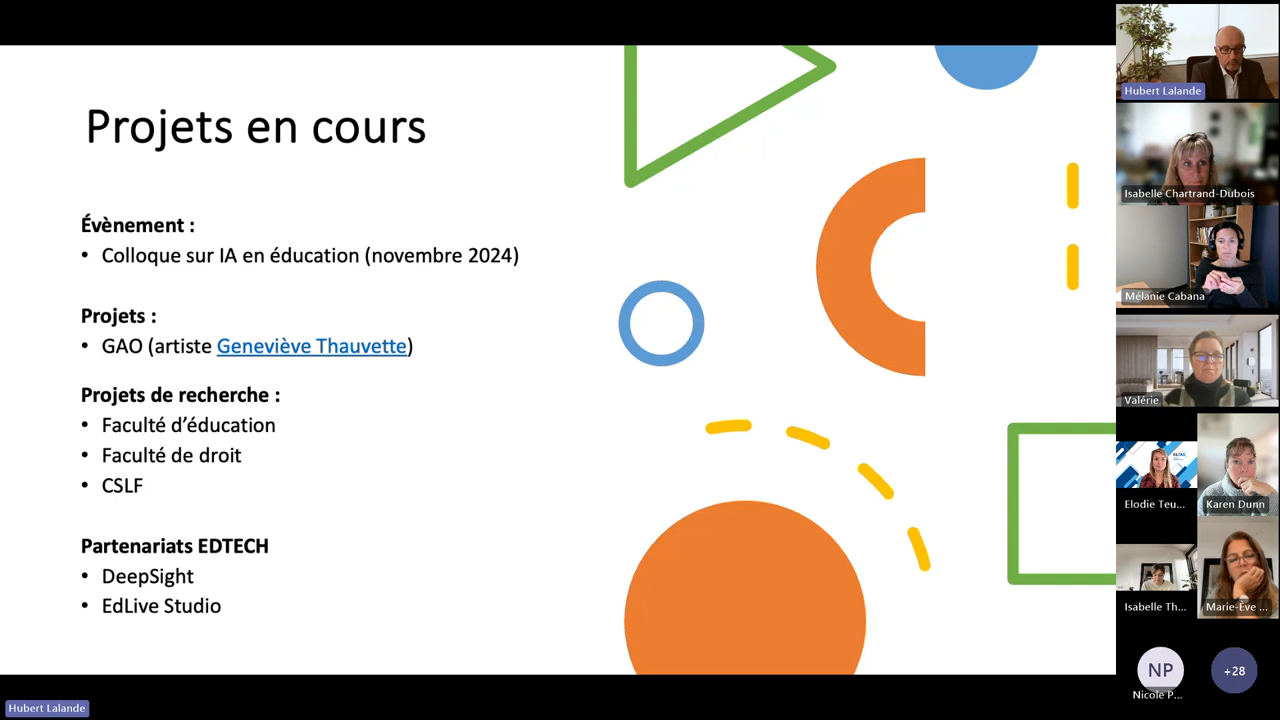 Projets en cours
Évènement :
• Colloque sur IA en éducation (novembre 2024)
Projets :
• GAO (artiste Geneviève Thauvette)
Projets de recherche :
• Faculté d’éducation
• Faculté de droit
• CSLF
Partenariats EDTECH
• DeepSight
• EdLive Studio
Hubert Lalande
Hubert Lalande
Isabelle Chartrand-Dubois
Mélanie Cabana
Valérie
Elodie Teu...
Karen Dunn
Isabelle Th...
Marie-Ève ...
NP
Nicole P...
+28